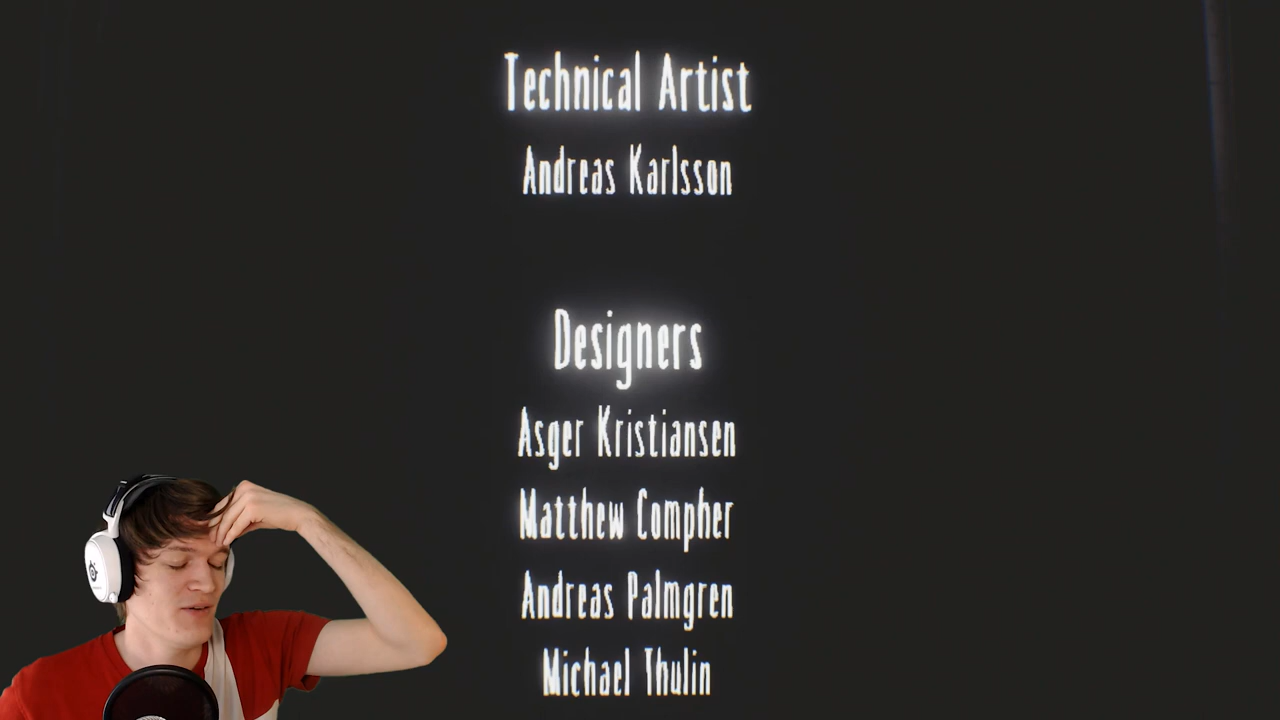 Technical Artist
Andreas Karlsson
Designers
Asger Kristiansen
Matthew Compher
Andreas Palmgren
Michael Thulin